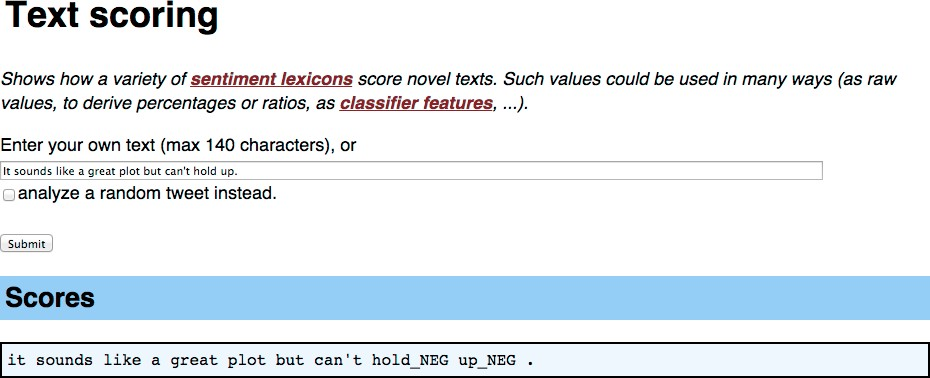 Text scoring
Shows how a variety of sentiment lexicons score novel texts. Such values could be used in many ways (as raw
values, to derive percentages or ratios, as classifier features, ...).
Enter your own text (max 140 characters), or
It sounds like a great plot but can't hold up.
analyze a random tweet instead.
Submit
Scores
it sounds like a great plot but can't hold_NEG up_NEG .